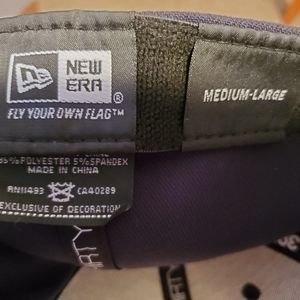 NEW
ERA
®
FLY YOUR OWN FLAG™
MEDIUM-LARGE
95% POLYESTER 5% SPANDEX
MADE IN CHINA
RN11493 CA40289
EXCLUSIVE OF DECORATION